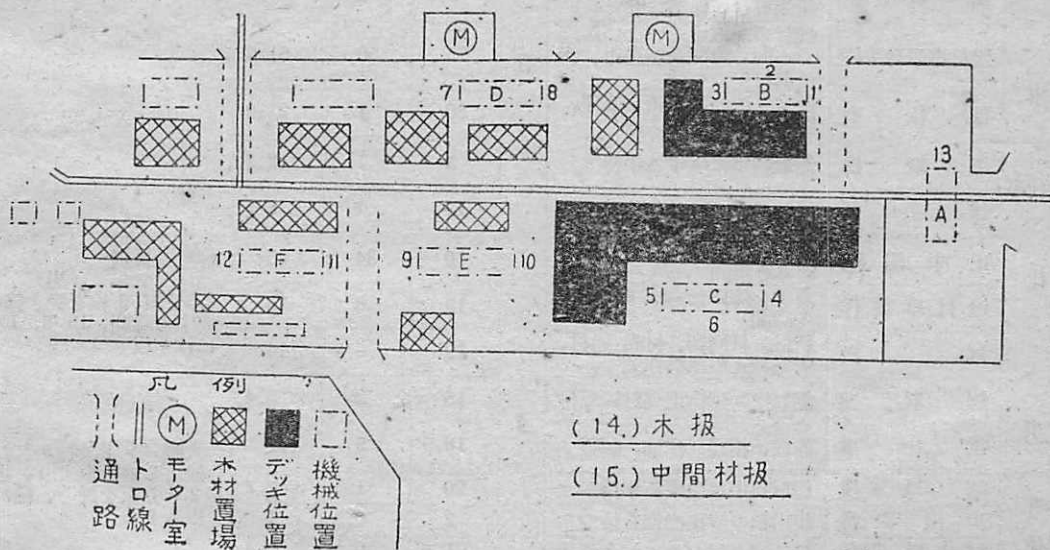 M
M
2
7 D 8
3 B 1
13
A
12 F 11
9 E 10
5 C 4
6
凡 例
通路
トロ線
M
モーター室
木材置場
デッキ位置
機械位置
(14.) 木 扱
(15.) 中間材扱